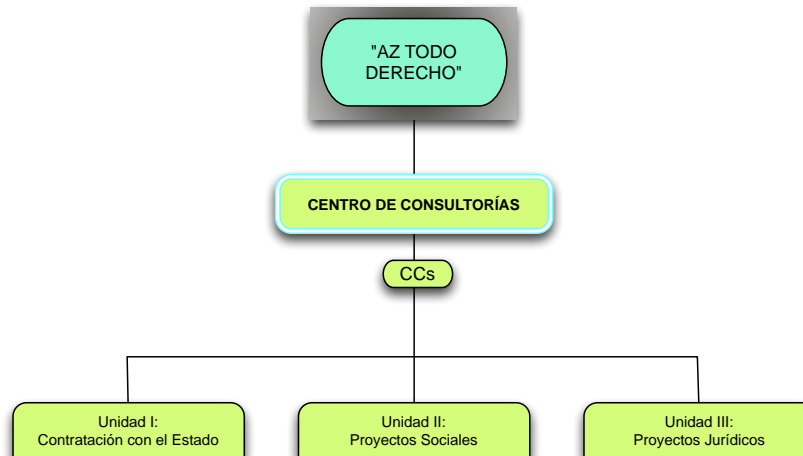 "AZ TODO
DERECHO"
CENTRO DE CONSULTORÍAS
CCs
Unidad I:
Contratación con el Estado
Unidad II:
Proyectos Sociales
Unidad III:
Proyectos Jurídicos